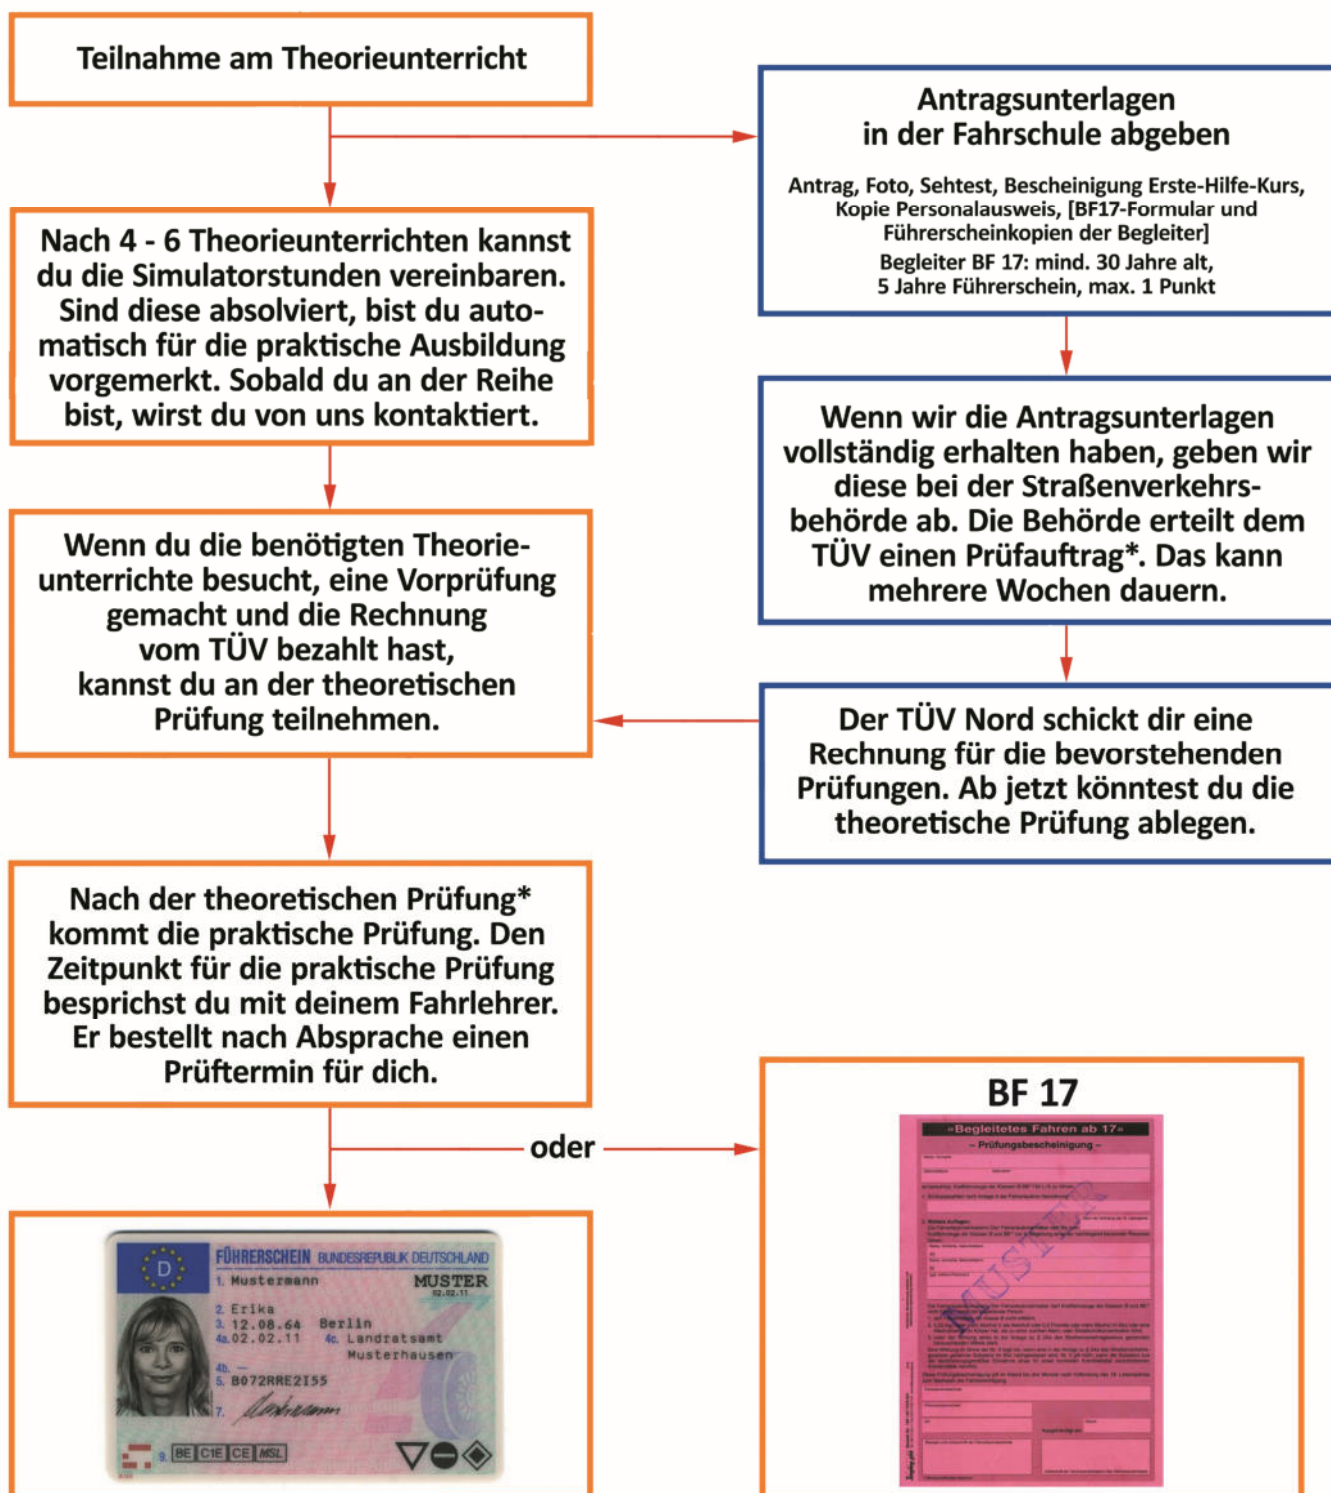 Teilnahme am Theorieunterricht
Antragsunterlagen
in der Fahrschule abgeben
Antrag, Foto, Sehtest, Bescheinigung Erste-Hilfe-Kurs,
Kopie Personalausweis, [BF17-Formular und
Führerscheinkopien der Begleiter]
Begleiter BF 17: mind. 30 Jahre alt,
5 Jahre Führerschein, max. 1 Punkt
Nach 4 - 6 Theorieunterrichten kannst
du die Simulatorstunden vereinbaren.
Sind diese absolviert, bist du auto-
matisch für die praktische Ausbildung
vorgemerkt. Sobald du an der Reihe
bist, wirst du von uns kontaktiert.
Wenn wir die Antragsunterlagen
vollständig erhalten haben, geben wir
diese bei der Straßenverkehrs-
behörde ab. Die Behörde erteilt dem
TÜV einen Prüfauftrag*. Das kann
mehrere Wochen dauern.
Wenn du die benötigten Theorie-
unterrichte besucht, eine Vorprüfung
gemacht und die Rechnung
vom TÜV bezahlt hast,
kannst du an der theoretischen
Prüfung teilnehmen.
Der TÜV Nord schickt dir eine
Rechnung für die bevorstehenden
Prüfungen. Ab jetzt könntest du die
theoretische Prüfung ablegen.
Nach der theoretischen Prüfung*
kommt die praktische Prüfung. Den
Zeitpunkt für die praktische Prüfung
besprichst du mit deinem Fahrlehrer.
Er bestellt nach Absprache einen
Prüftermin für dich.
oder
BF 17
»Begleitetes Fahren ab 17«
– Prüfungsbescheinigung –
MUSTER
D
FÜHRERSCHEIN BUNDESREPUBLIK DEUTSCHLAND
1. Mustermann
MUSTER
02.02.11
2. Erika
3. 12.08.64 Berlin
4a. 02.02.11 4c. Landratsamt
Musterhausen
4b. —
5. B072RRE2I55
7.
9. BE C1E CE MSL